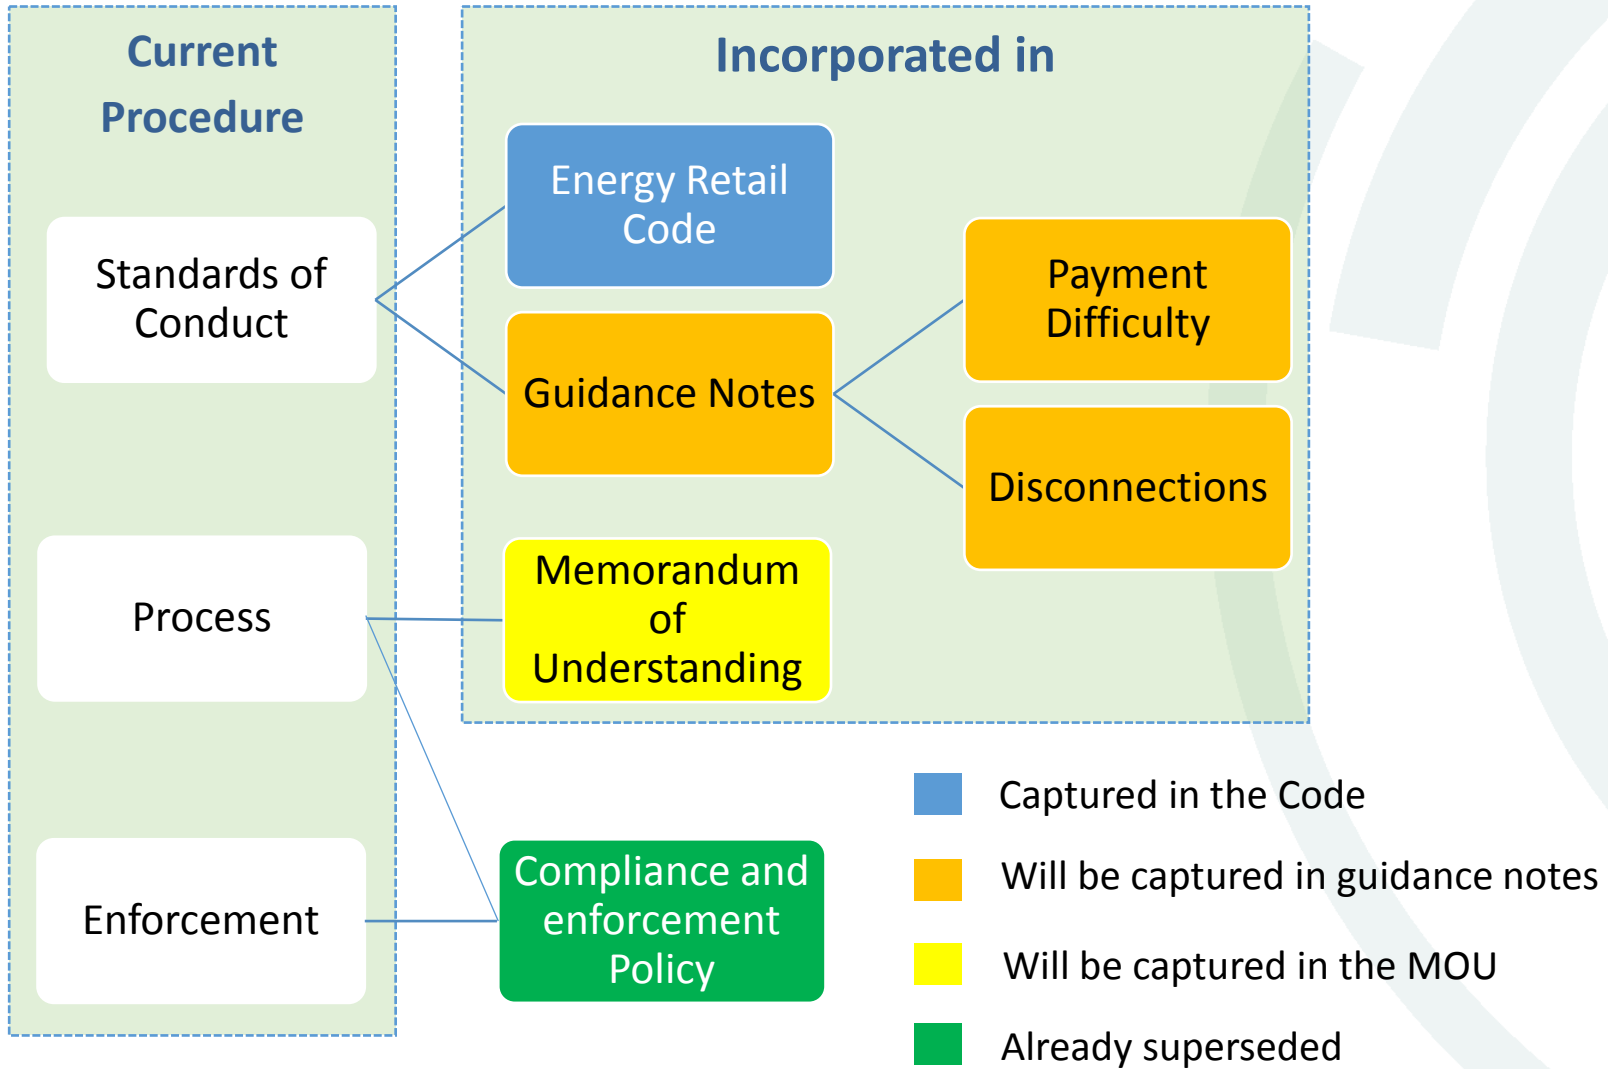 Current
Procedure
Incorporated in
Standards of
Conduct
Energy Retail
Code
Guidance Notes
Payment
Difficulty
Disconnections
Process
Memorandum
of
Understanding
Enforcement
Compliance and
enforcement
Policy
Captured in the Code
Will be captured in guidance notes
Will be captured in the MOU
Already superseded